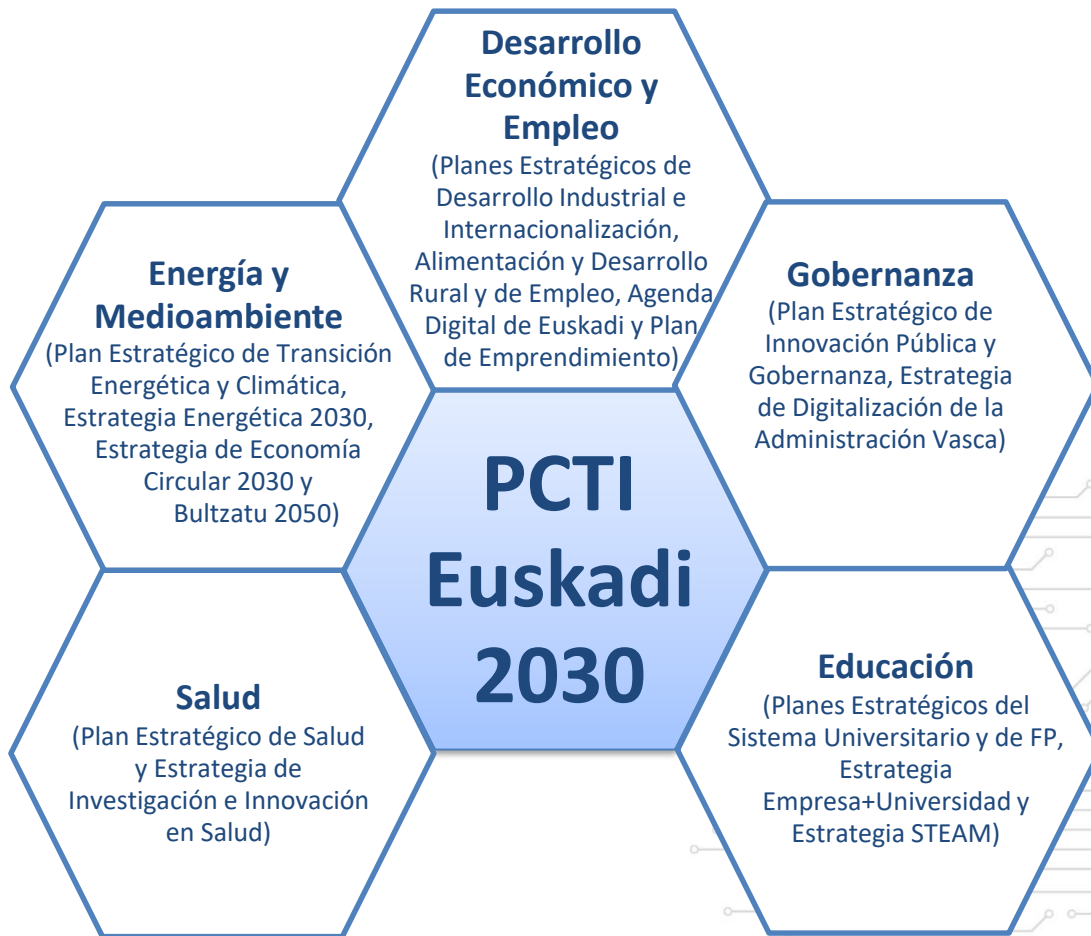 Desarrollo
Económico y
Empleo
(Planes Estratégicos de
Desarrollo Industrial e
Internacionalización,
Alimentación y Desarrollo
Rural y de Empleo, Agenda
Digital de Euskadi y Plan
de Emprendimiento)
Energía y
Medioambiente
(Plan Estratégico de Transición
Energética y Climática,
Estrategia Energética 2030,
Estrategia de Economía
Circular 2030 y
Bultzatu 2050)
Gobernanza
(Plan Estratégico de
Innovación Pública y
Gobernanza, Estrategia
de Digitalización de la
Administración Vasca)
PCTI
Euskadi
2030
Salud
(Plan Estratégico de Salud
y Estrategia de
Investigación e Innovación
en Salud)
Educación
(Planes Estratégicos del
Sistema Universitario y de FP,
Estrategia
Empresa+Universidad y
Estrategia STEAM)